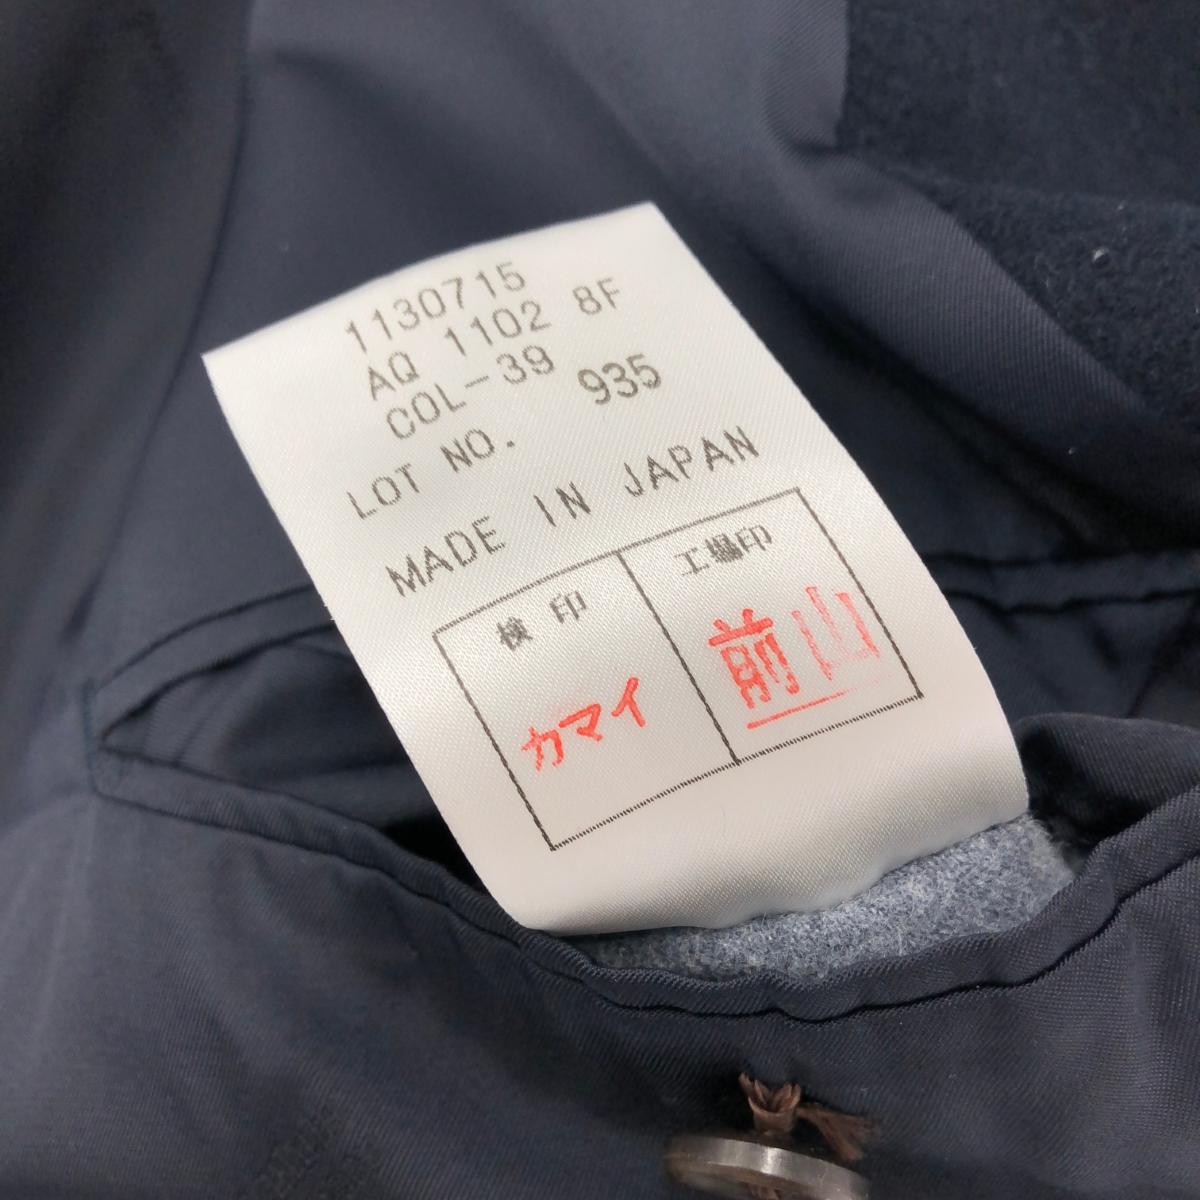 1130715
AQ 1102 8F
COL-39
LOT NO. 935
MADE IN JAPAN
検印 工場印
カマイ 前山